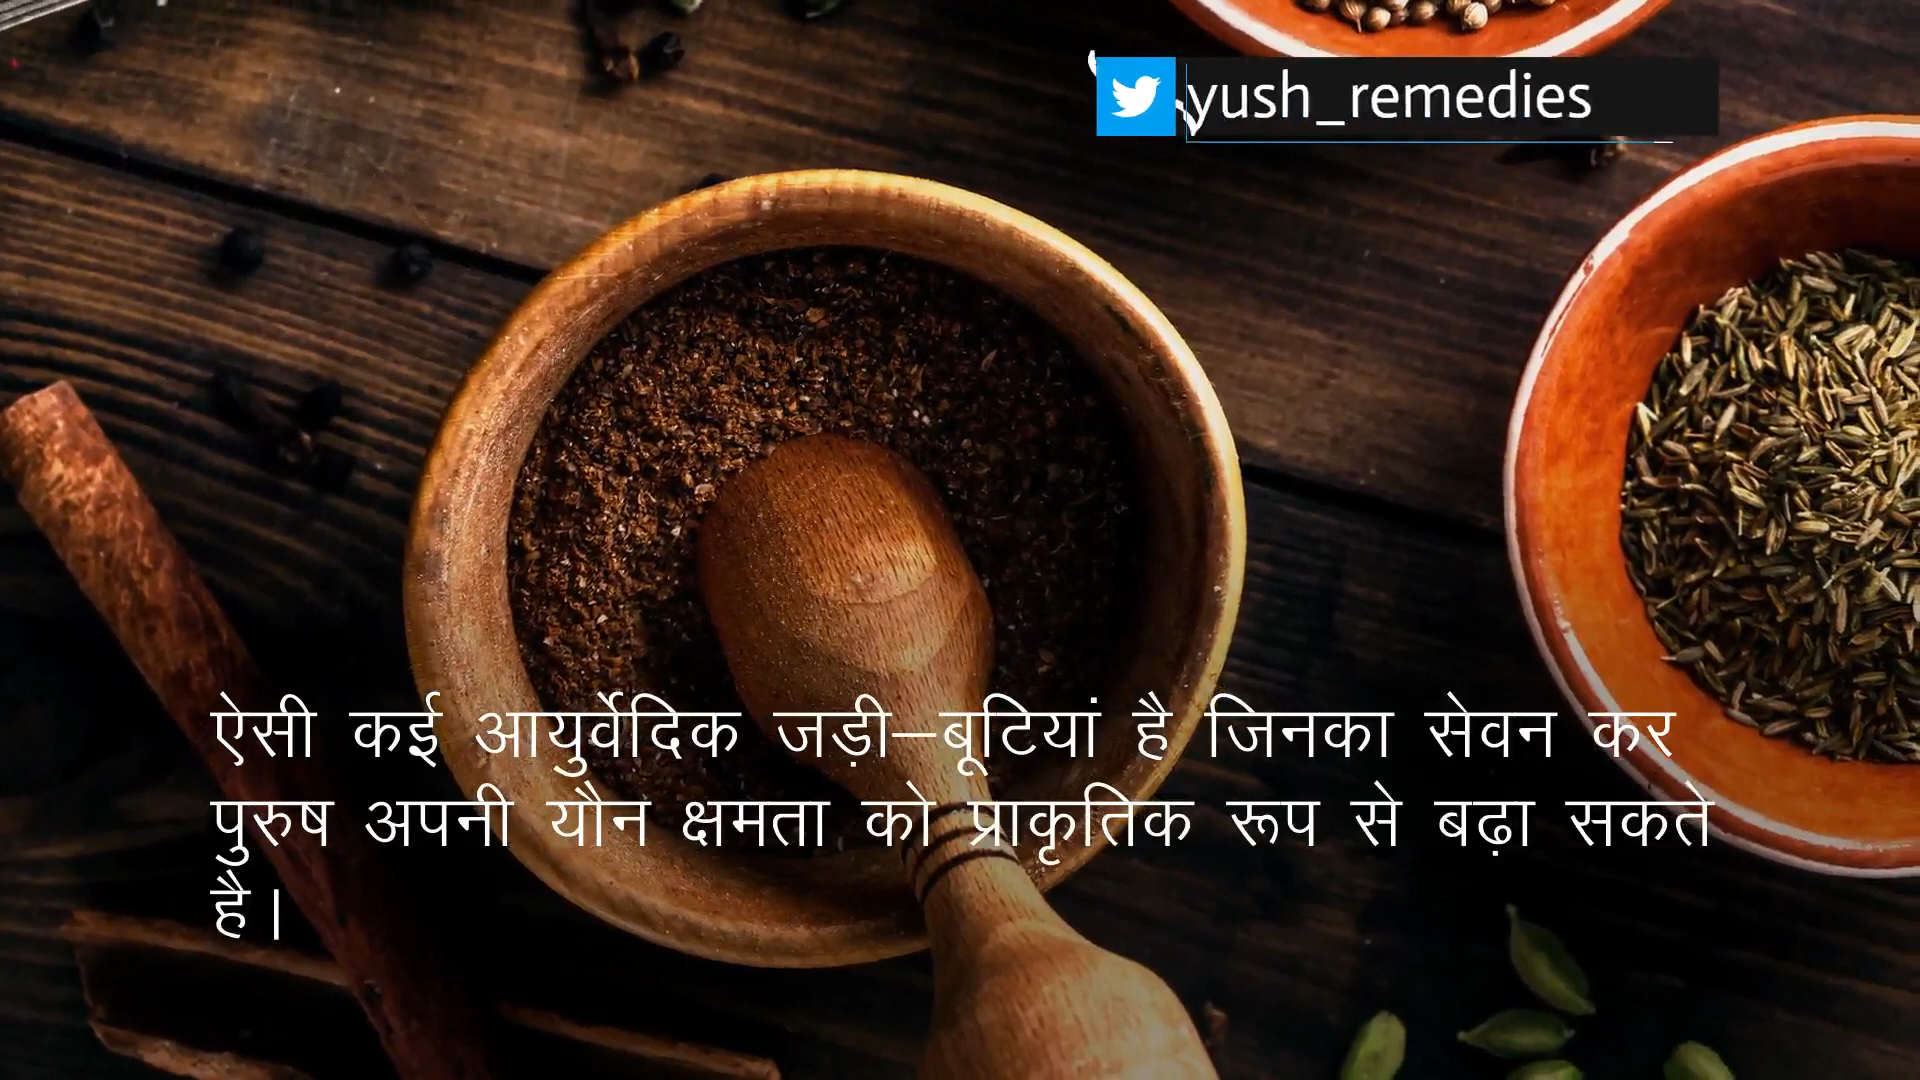 yush_remedies
ऐसी कई आयुर्वेदिक जड़ी–बूटियां है जिनका सेवन कर
पुरुष अपनी यौन क्षमता को प्राकृतिक रूप से बढ़ा सकते
हैं।